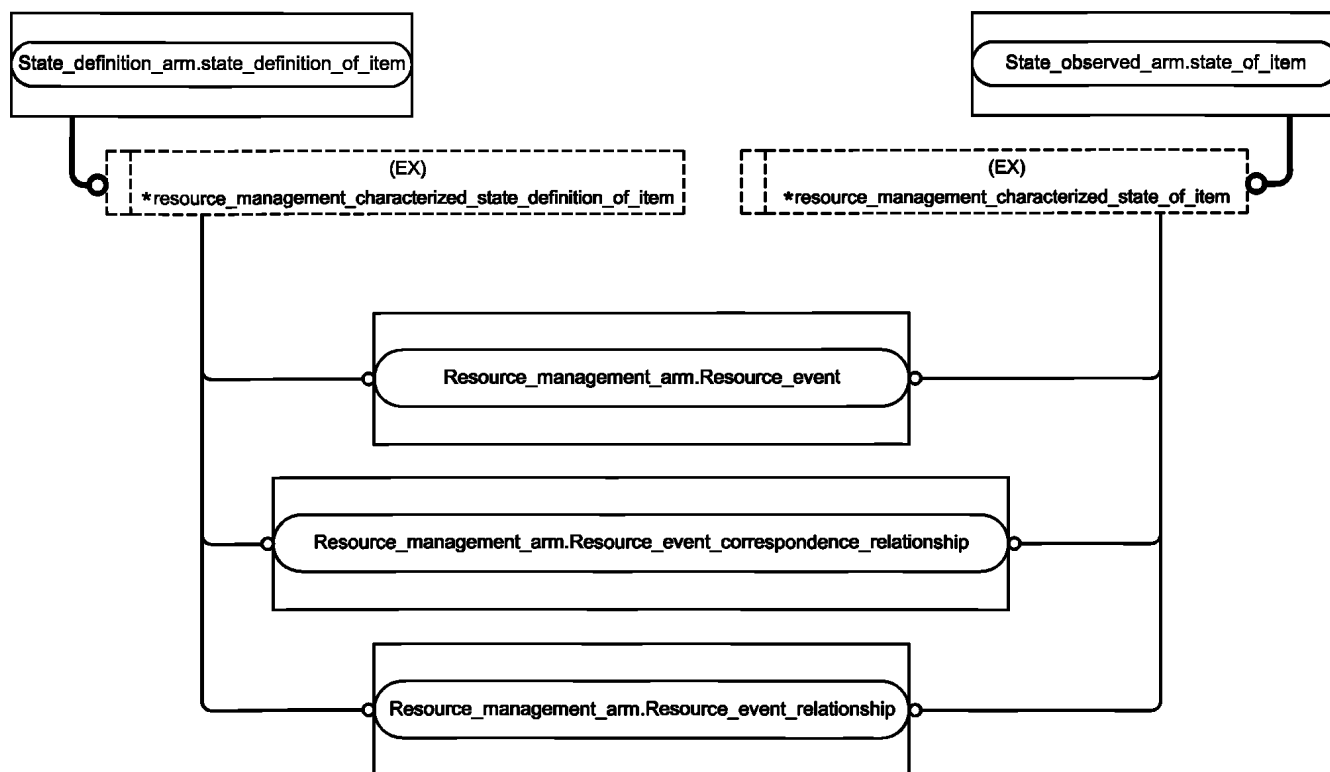 State_definition_arm.state_definition_of_item
State_observed_arm.state_of_item
(EX)
*resource_management_characterized_state_definition_of_item
(EX)
*resource_management_characterized_state_of_item
Resource_management_arm.Resource_event
Resource_management_arm.Resource_event_correspondence_relationship
Resource_management_arm.Resource_event_relationship